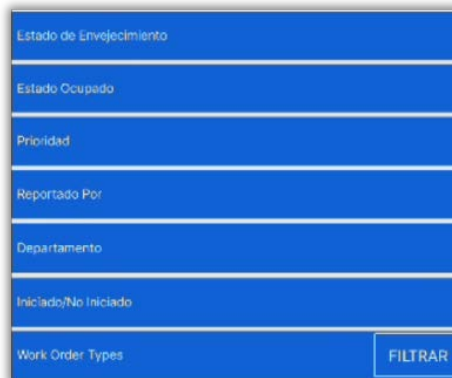 Estado de Envejecimiento
Estado Ocupado
Prioridad
Reportado Por
Departamento
Iniciado/No Iniciado
Work Order Types
FILTRAR